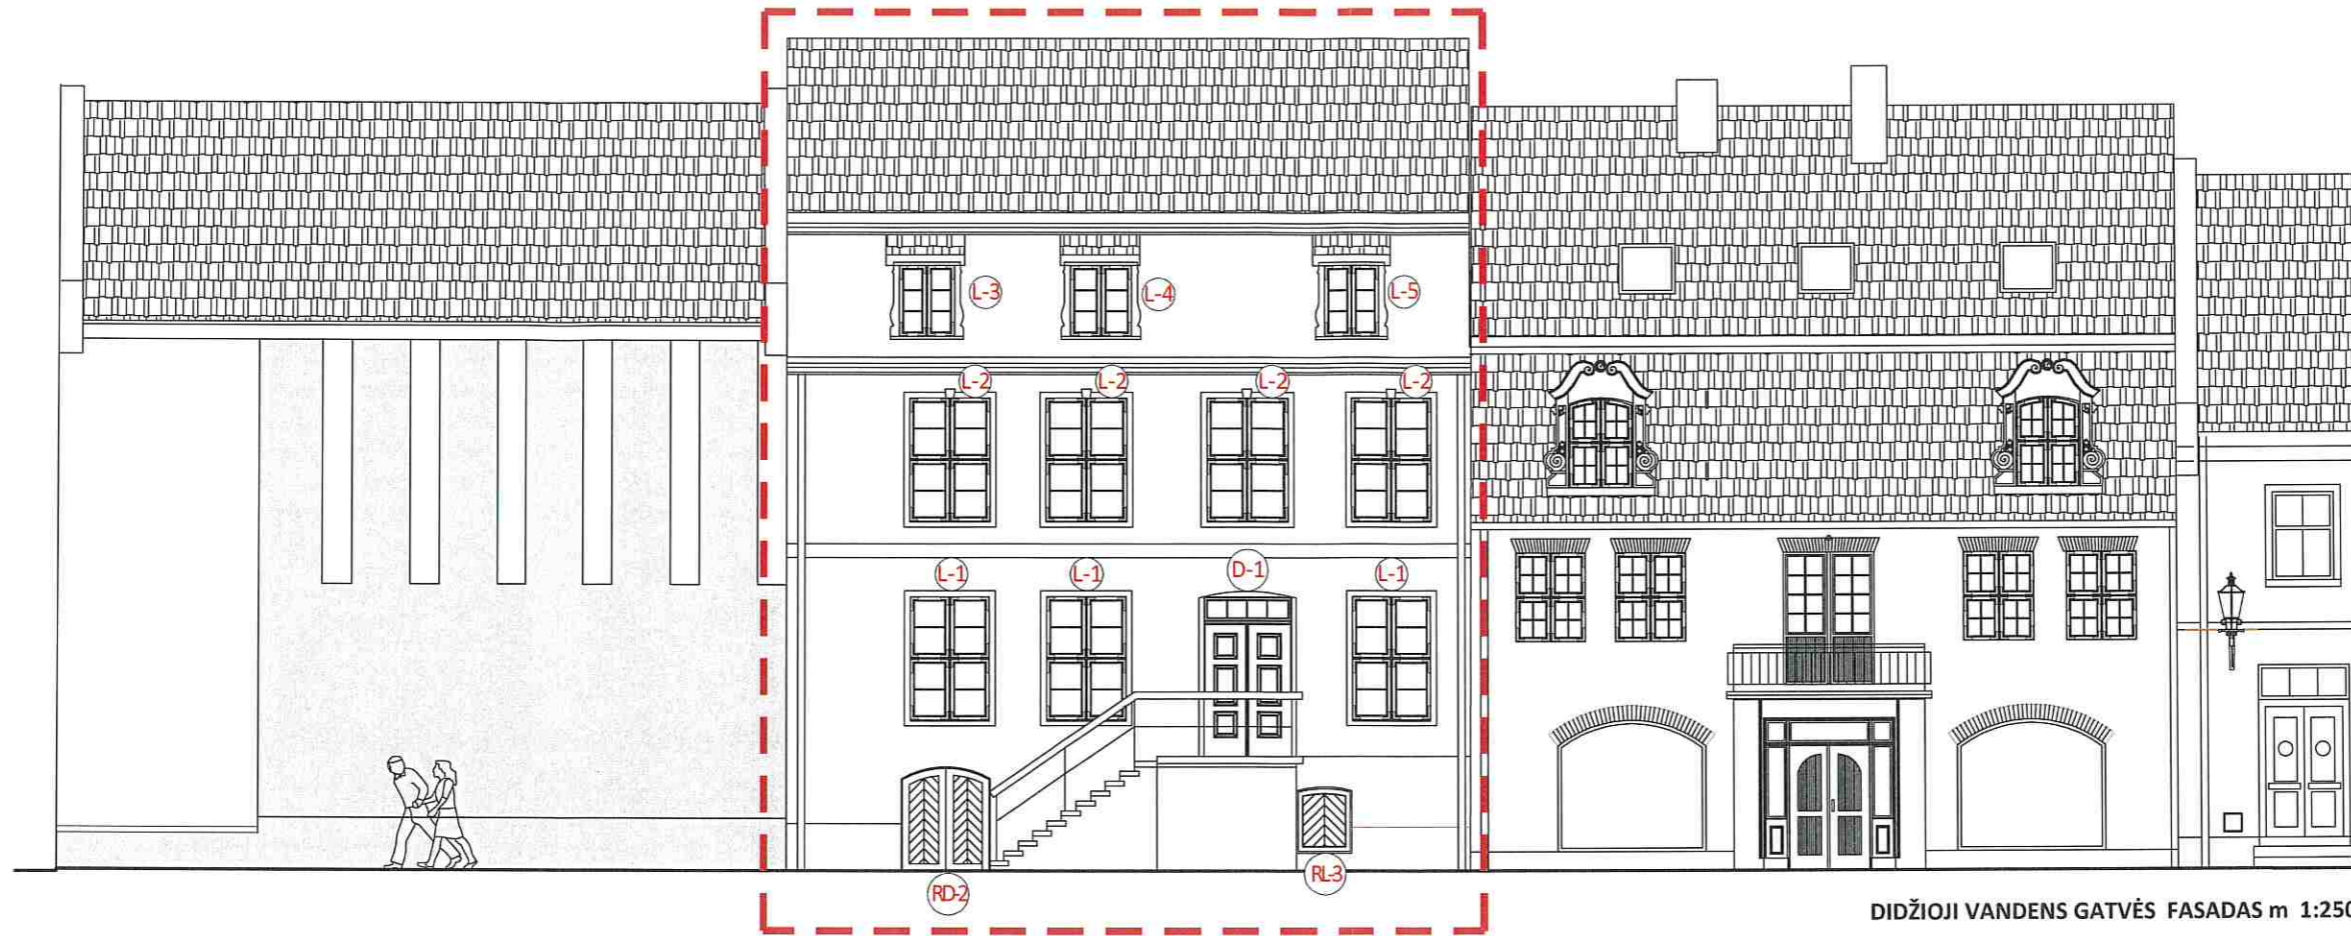 L-3 L-4 L-5
L-2 L-2 L-2 L-2
L-1 L-1 D-1 L-1
RD-2 RL-3
DIDŽIOJI VANDENS GATVĖS FASADAS m 1:250